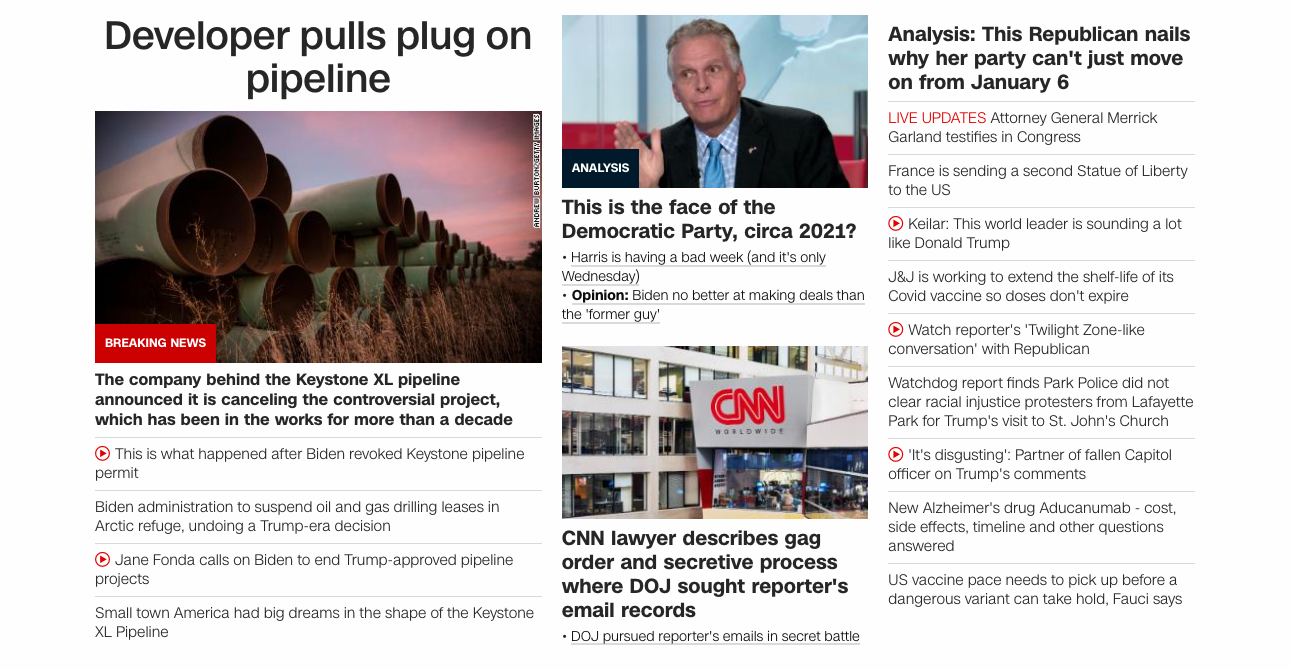 Developer pulls plug on
pipeline
ANDREW BURTON/GETTY IMAGES
BREAKING NEWS
The company behind the Keystone XL pipeline
announced it is canceling the controversial project,
which has been in the works for more than a decade
This is what happened after Biden revoked Keystone pipeline
permit
Biden administration to suspend oil and gas drilling leases in
Arctic refuge, undoing a Trump-era decision
Jane Fonda calls on Biden to end Trump-approved pipeline
projects
Small town America had big dreams in the shape of the Keystone
XL Pipeline
ANALYSIS
This is the face of the
Democratic Party, circa 2021?
• Harris is having a bad week (and it's only
Wednesday)
• Opinion: Biden no better at making deals than
the 'former guy'
CNN
WORLDWIDE
CNN lawyer describes gag
order and secretive process
where DOJ sought reporter's
email records
• DOJ pursued reporter's emails in secret battle
Analysis: This Republican nails
why her party can't just move
on from January 6
LIVE UPDATES Attorney General Merrick
Garland testifies in Congress
France is sending a second Statue of Liberty
to the US
Keilar: This world leader is sounding a lot
like Donald Trump
J&J is working to extend the shelf-life of its
Covid vaccine so doses don't expire
Watch reporter's 'Twilight Zone-like
conversation' with Republican
Watchdog report finds Park Police did not
clear racial injustice protesters from Lafayette
Park for Trump's visit to St. John's Church
'It's disgusting': Partner of fallen Capitol
officer on Trump's comments
New Alzheimer's drug Aducanumab - cost,
side effects, timeline and other questions
answered
US vaccine pace needs to pick up before a
dangerous variant can take hold, Fauci says